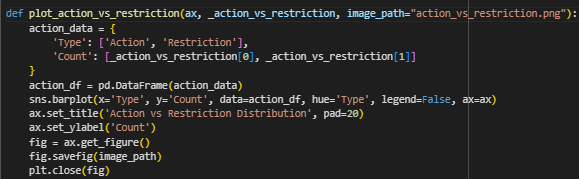 def plot_action_vs_restriction(ax, _action_vs_restriction, image_path="action_vs_restriction.png"):
    action_data = {
        'Type': ['Action', 'Restriction'],
        'Count': [_action_vs_restriction[0], _action_vs_restriction[1]]
    }
    action_df = pd.DataFrame(action_data)
    sns.barplot(x='Type', y='Count', data=action_df, hue='Type', legend=False, ax=ax)
    ax.set_title('Action vs Restriction Distribution', pad=20)
    ax.set_ylabel('Count')
    fig = ax.get_figure()
    fig.savefig(image_path)
    plt.close(fig)